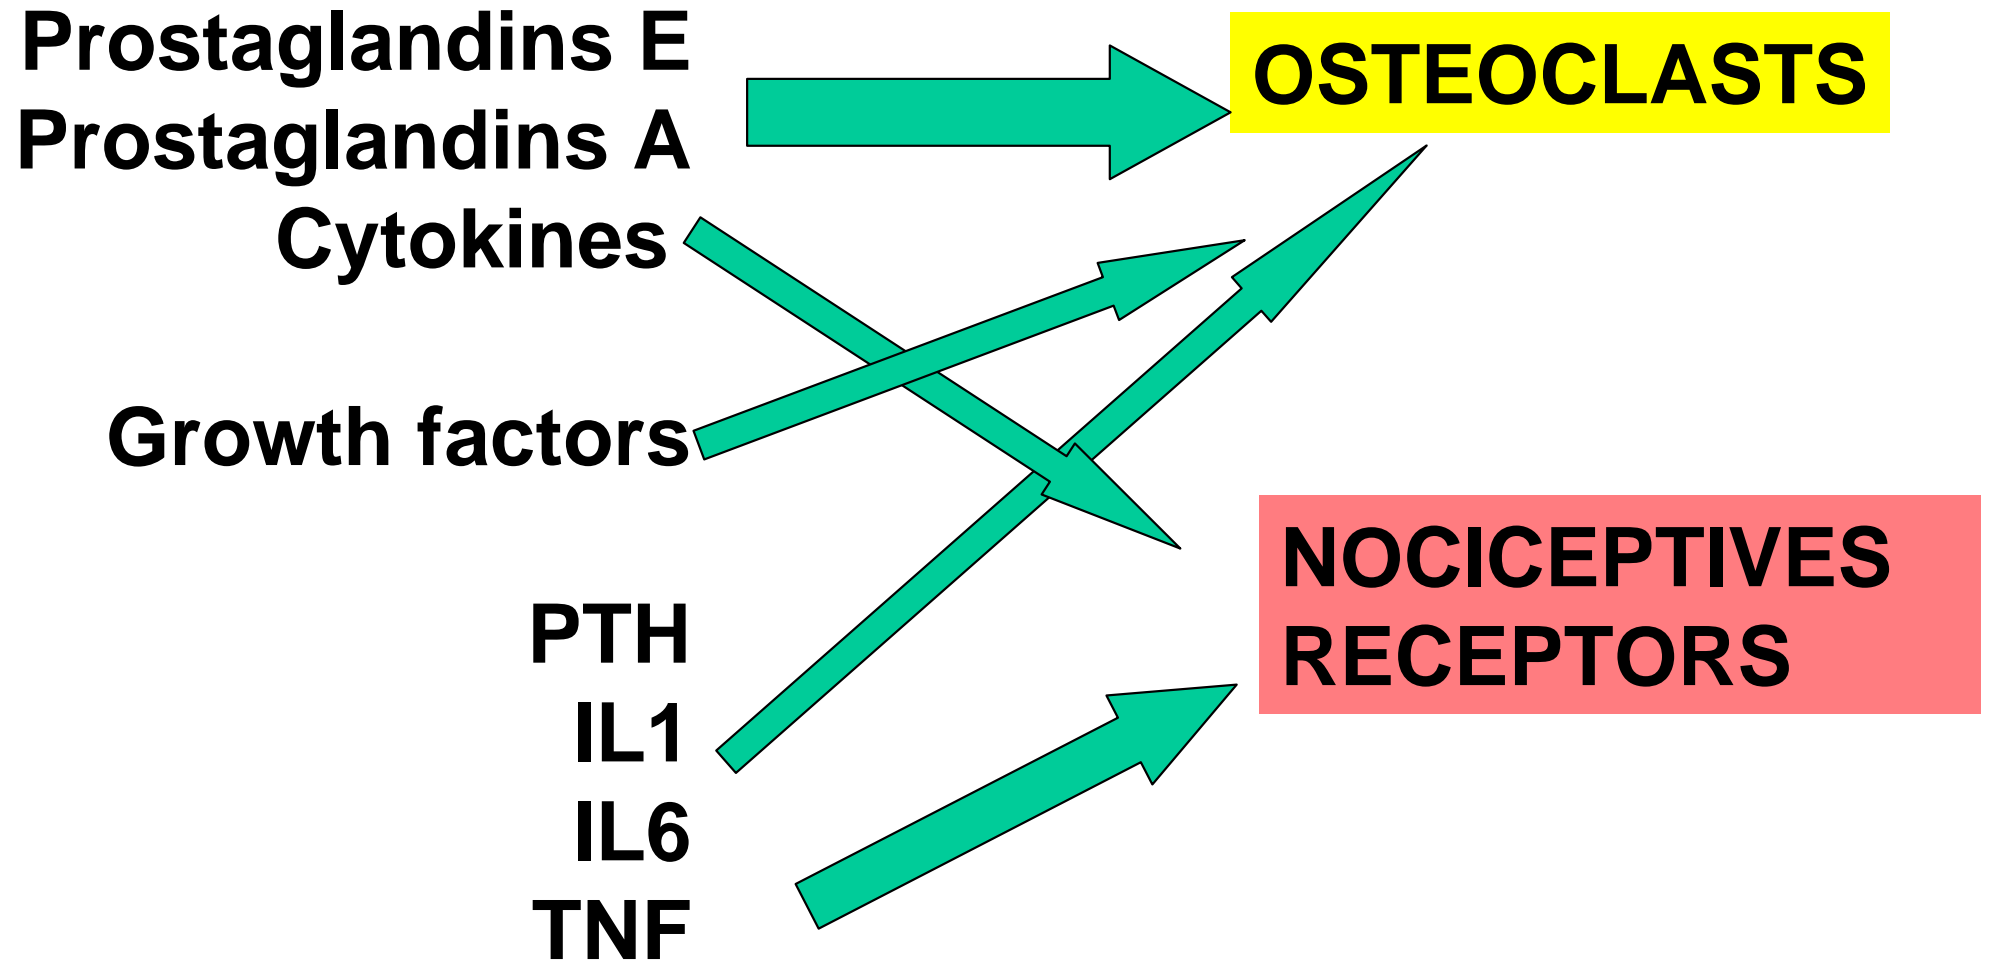 Prostaglandins E
Prostaglandins A
Cytokines
Growth factors
PTH
IL1
IL6
TNF
OSTEOCLASTS
NOCICEPTIVES
RECEPTORS